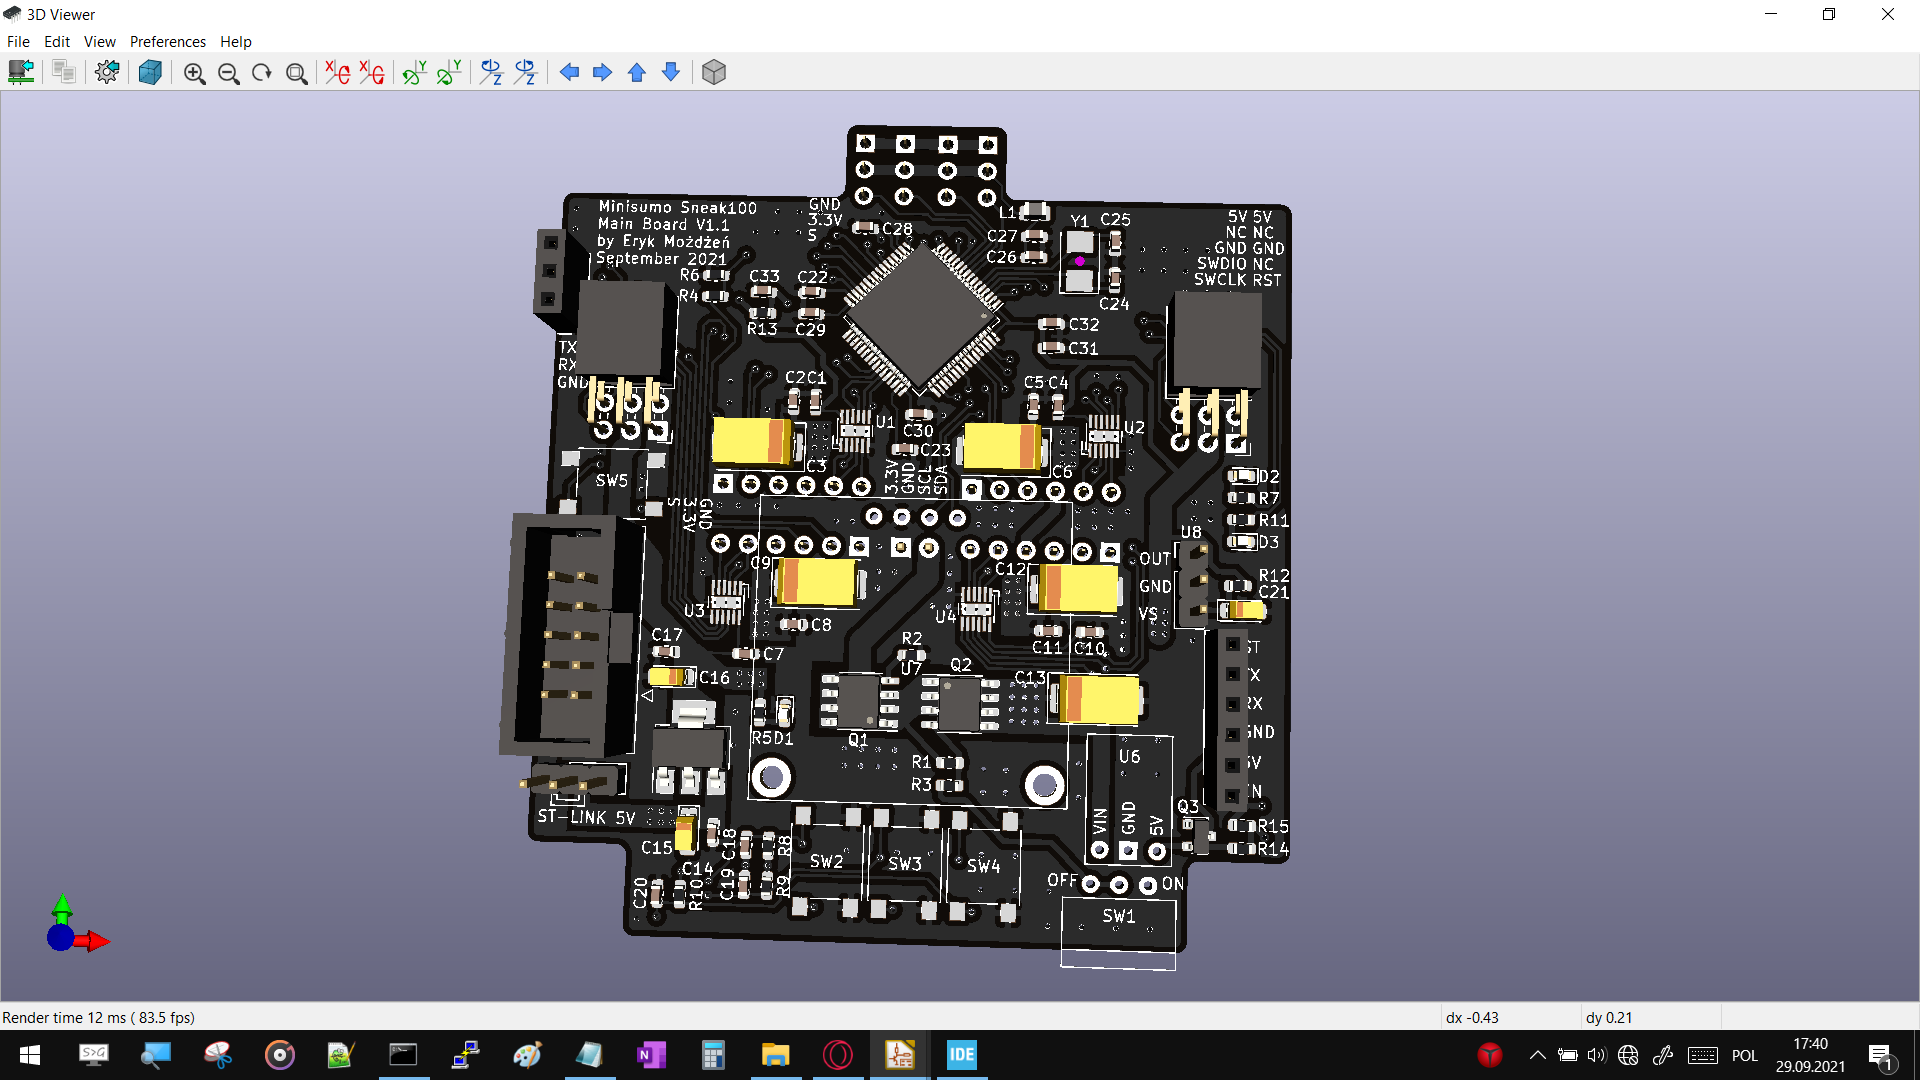 3D Viewer
File Edit View Preferences Help
Minisumo Sneak100
Main Board V1.1
by Eryk Możdżeń
September 2021
GND
3.3V
S
C28
L1
C27
C26
Y1
C25
C24
5V 5V
NC NC
GND GND
SWDIO NC
SWCLK RST
R6
R4
C33
C22
R13
C29
C32
C31
TX
RX
GND
C2
C1
C5
C4
U1
U2
C30
C23
C3
C6
3.3V
GND
SCL
SDA
SW5
S
3.3V
GND
D2
R7
R11
D3
U8
OUT
GND
VS
R12
C21
C9
C12
U3
U4
C8
C7
C11
C10
C17
C16
R2
U7
Q2
C13
Q1
R5
D1
R1
R3
GND
U6
VIN
GND
5V
Q3
R15
R14
ST-LINK 5V
C15
C14
C18
C19
C20
R10
R8
R9
SW2
SW3
SW4
OFF
ON
SW1
Render time 12 ms ( 83.5 fps)
dx -0.43
dy 0.21
S>G
IDE
POL
17:40
29.09.2021
1